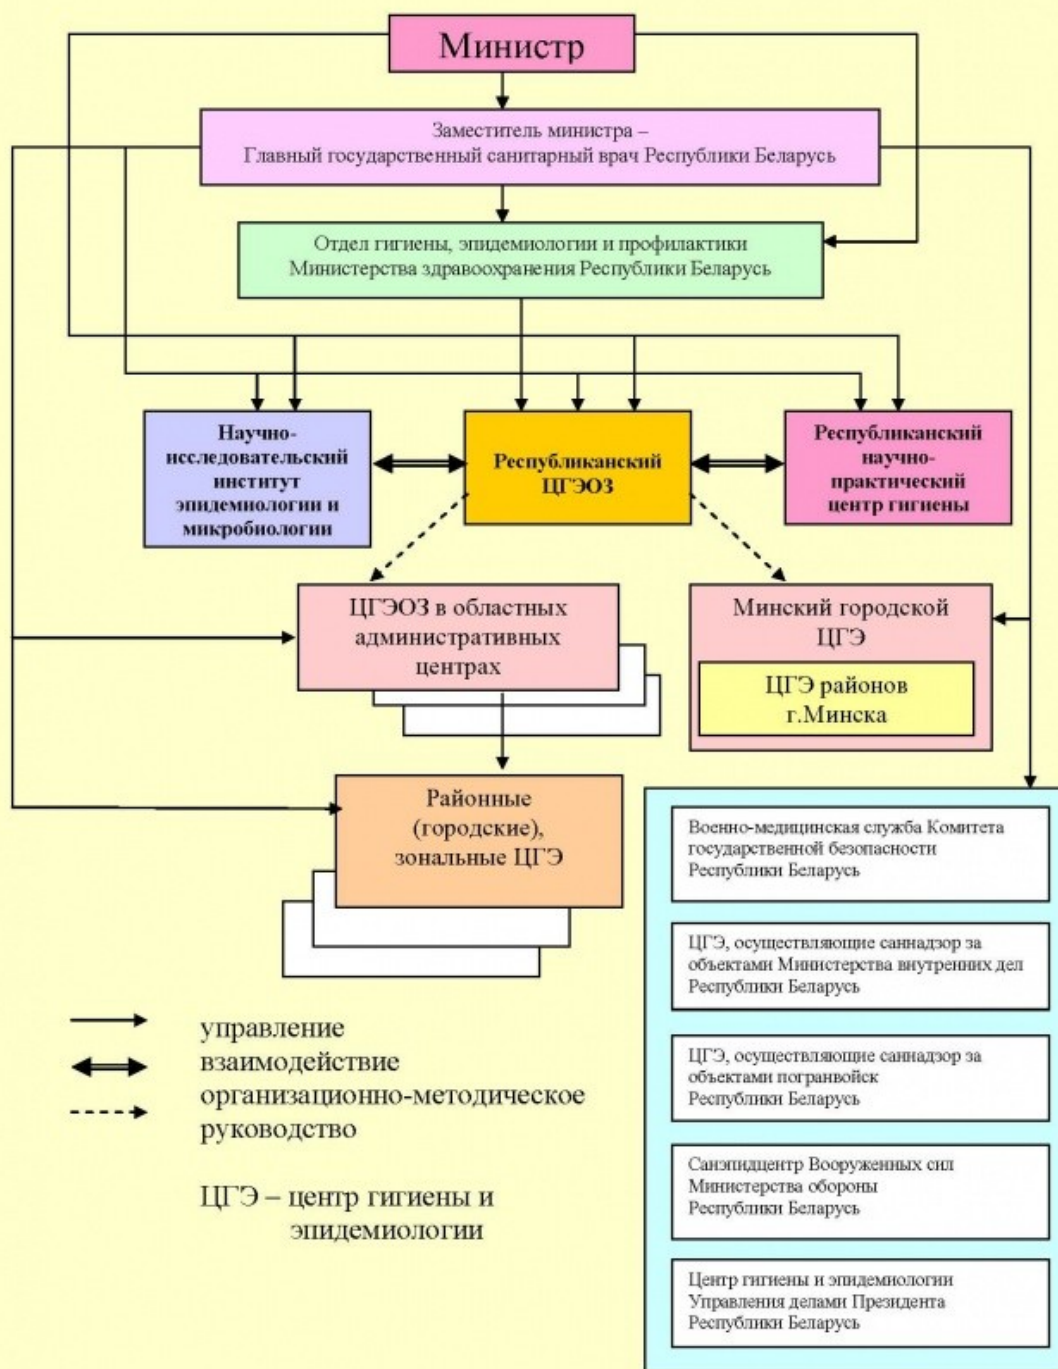 Министр
Заместитель министра –
Главный государственный санитарный врач Республики Беларусь
Отдел гигиены, эпидемиологии и профилактики
Министерства здравоохранения Республики Беларусь
Научно-
исследовательский
институт
эпидемиологии и
микробиологии
Республиканский
ЦГЭОЗ
Республиканский
научно-
практический
центр гигиены
ЦГЭОЗ в областных
административных
центрах
Минский городской
ЦГЭ
ЦГЭ районов
г.Минска
Районные
(городские),
зональные ЦГЭ
Военно-медицинская служба Комитета
государственной безопасности
Республики Беларусь
ЦГЭ, осуществляющие саннадзор за
объектами Министерства внутренних дел
Республики Беларусь
ЦГЭ, осуществляющие саннадзор за
объектами погранвойск
Республики Беларусь
Санэпидцентр Вооруженных сил
Министерства обороны
Республики Беларусь
Центр гигиены и эпидемиологии
Управления делами Президента
Республики Беларусь
управление
взаимодействие
организационно-методическое
руководство
ЦГЭ – центр гигиены и
эпидемиологии